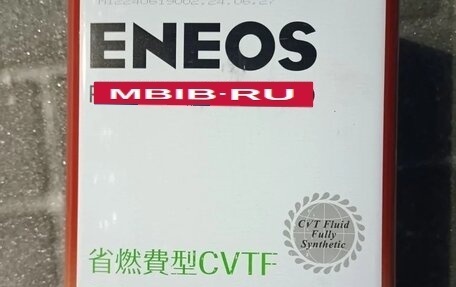 ENEOS
MBIB-RU
CVT Fluid
Fully
Synthetic
省燃費型CVTF